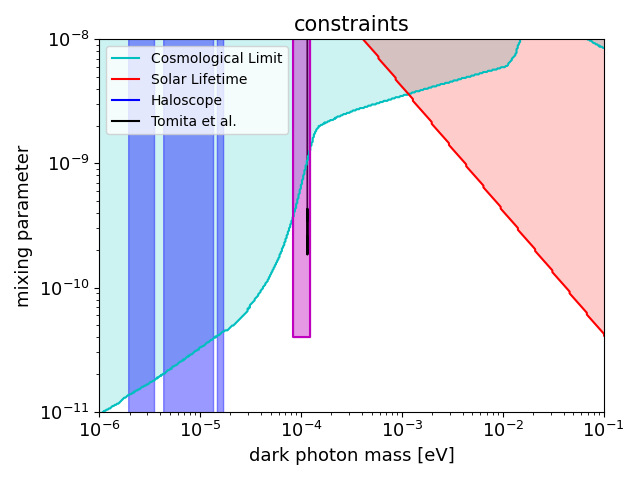 constraints
10⁻⁸
10⁻⁹
10⁻¹⁰
10⁻¹¹
mixing parameter
Cosmological Limit
Solar Lifetime
Haloscope
Tomita et al.
10⁻⁶
10⁻⁵
10⁻⁴
10⁻³
10⁻²
10⁻¹
dark photon mass [eV]